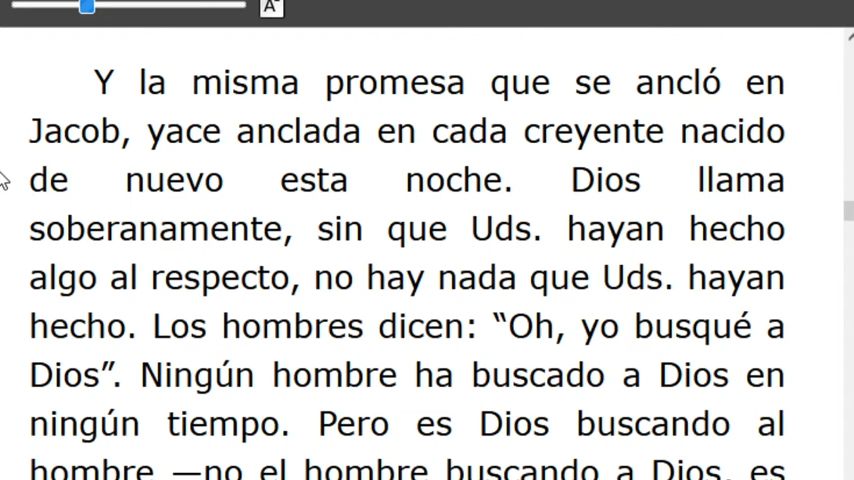 A
Y la misma promesa que se ancló en
Jacob, yace anclada en cada creyente nacido
de nuevo esta noche. Dios llama
soberanamente, sin que Uds. hayan hecho
algo al respecto, no hay nada que Uds. hayan
hecho. Los hombres dicen: “Oh, yo busqué a
Dios”. Ningún hombre ha buscado a Dios en
ningún tiempo. Pero es Dios buscando al
hombre —no el hombre buscando a Dios, es